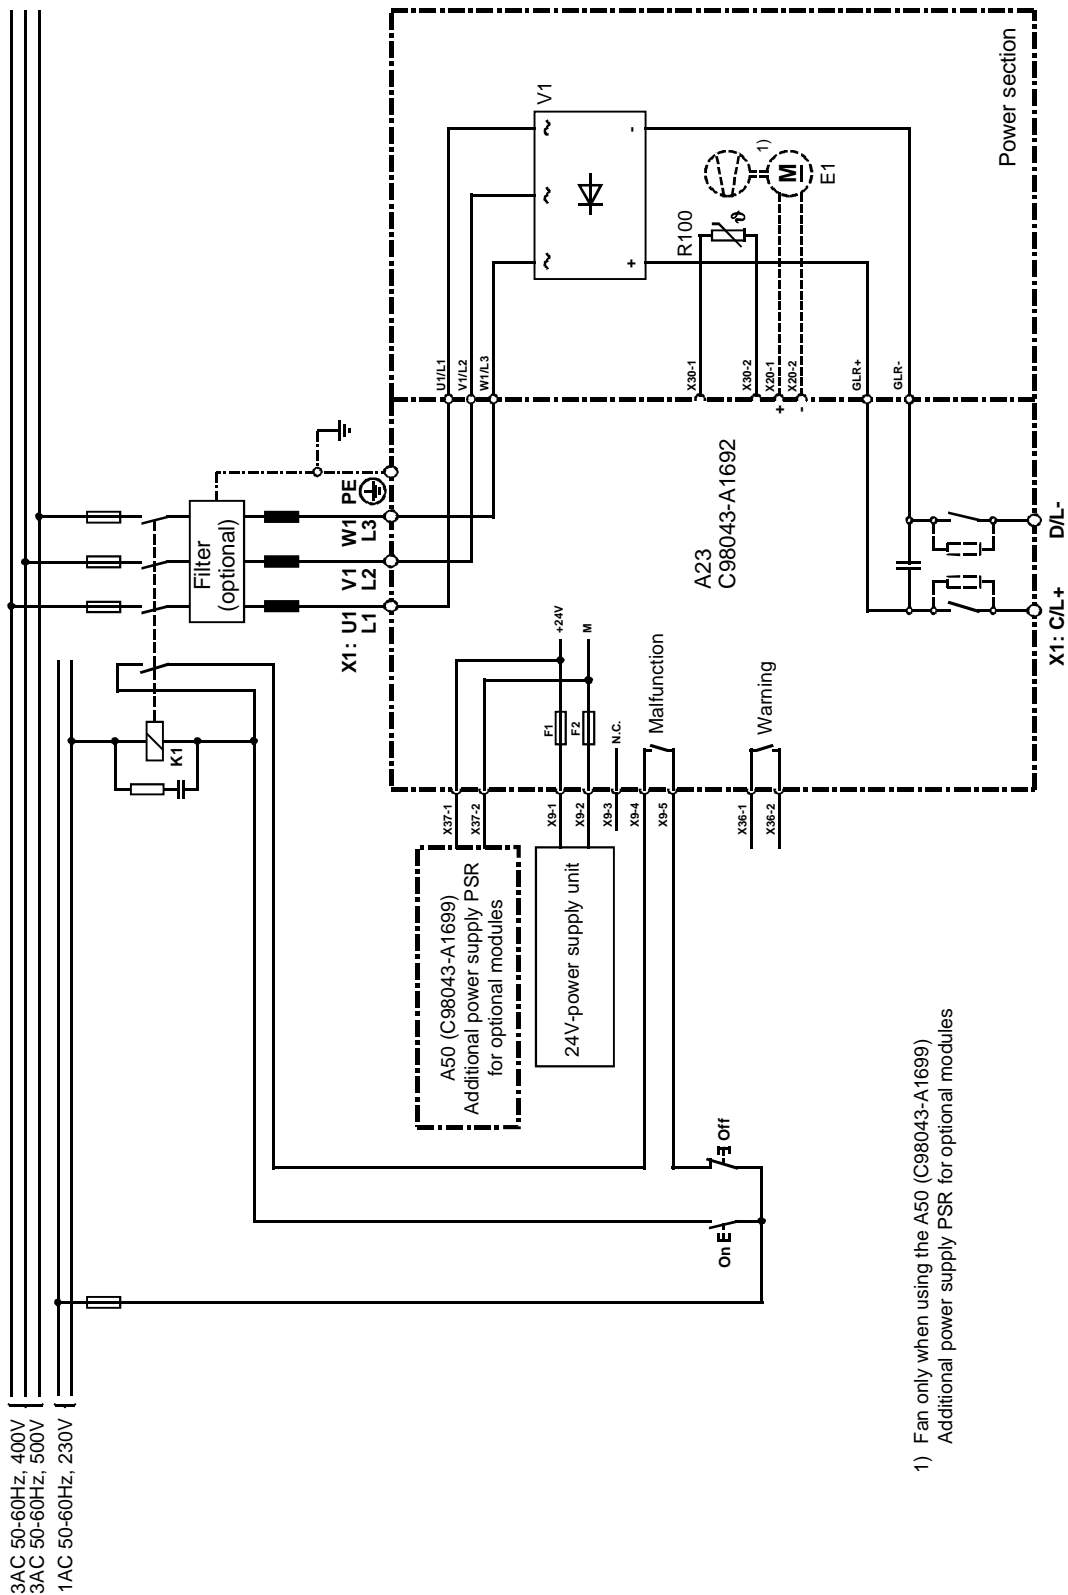 3AC 50-60Hz, 400V
3AC 50-60Hz, 500V
1AC 50-60Hz, 230V
K1
Filter
(optional)
X1: U1 V1 W1 PE
L1 L2 L3
U1/L1
V1/L2
W1/L3
V1
~ ~ ~
+ -
R100
ϑ
1)
M
E1
Power section
X30-1
X30-2
X20-1
X20-2
GLR+
GLR-
+
-
A23
C98043-A1692
X37-1
X37-2
X9-1
X9-2
X9-3
X9-4
X9-5
X36-1
X36-2
F1
F2
+24V
M
N.C.
Malfunction
Warning
A50 (C98043-A1699)
Additional power supply PSR
for optional modules
24V-power supply unit
On
Off
X1: C/L+ D/L-
1) Fan only when using the A50 (C98043-A1699)
Additional power supply PSR for optional modules